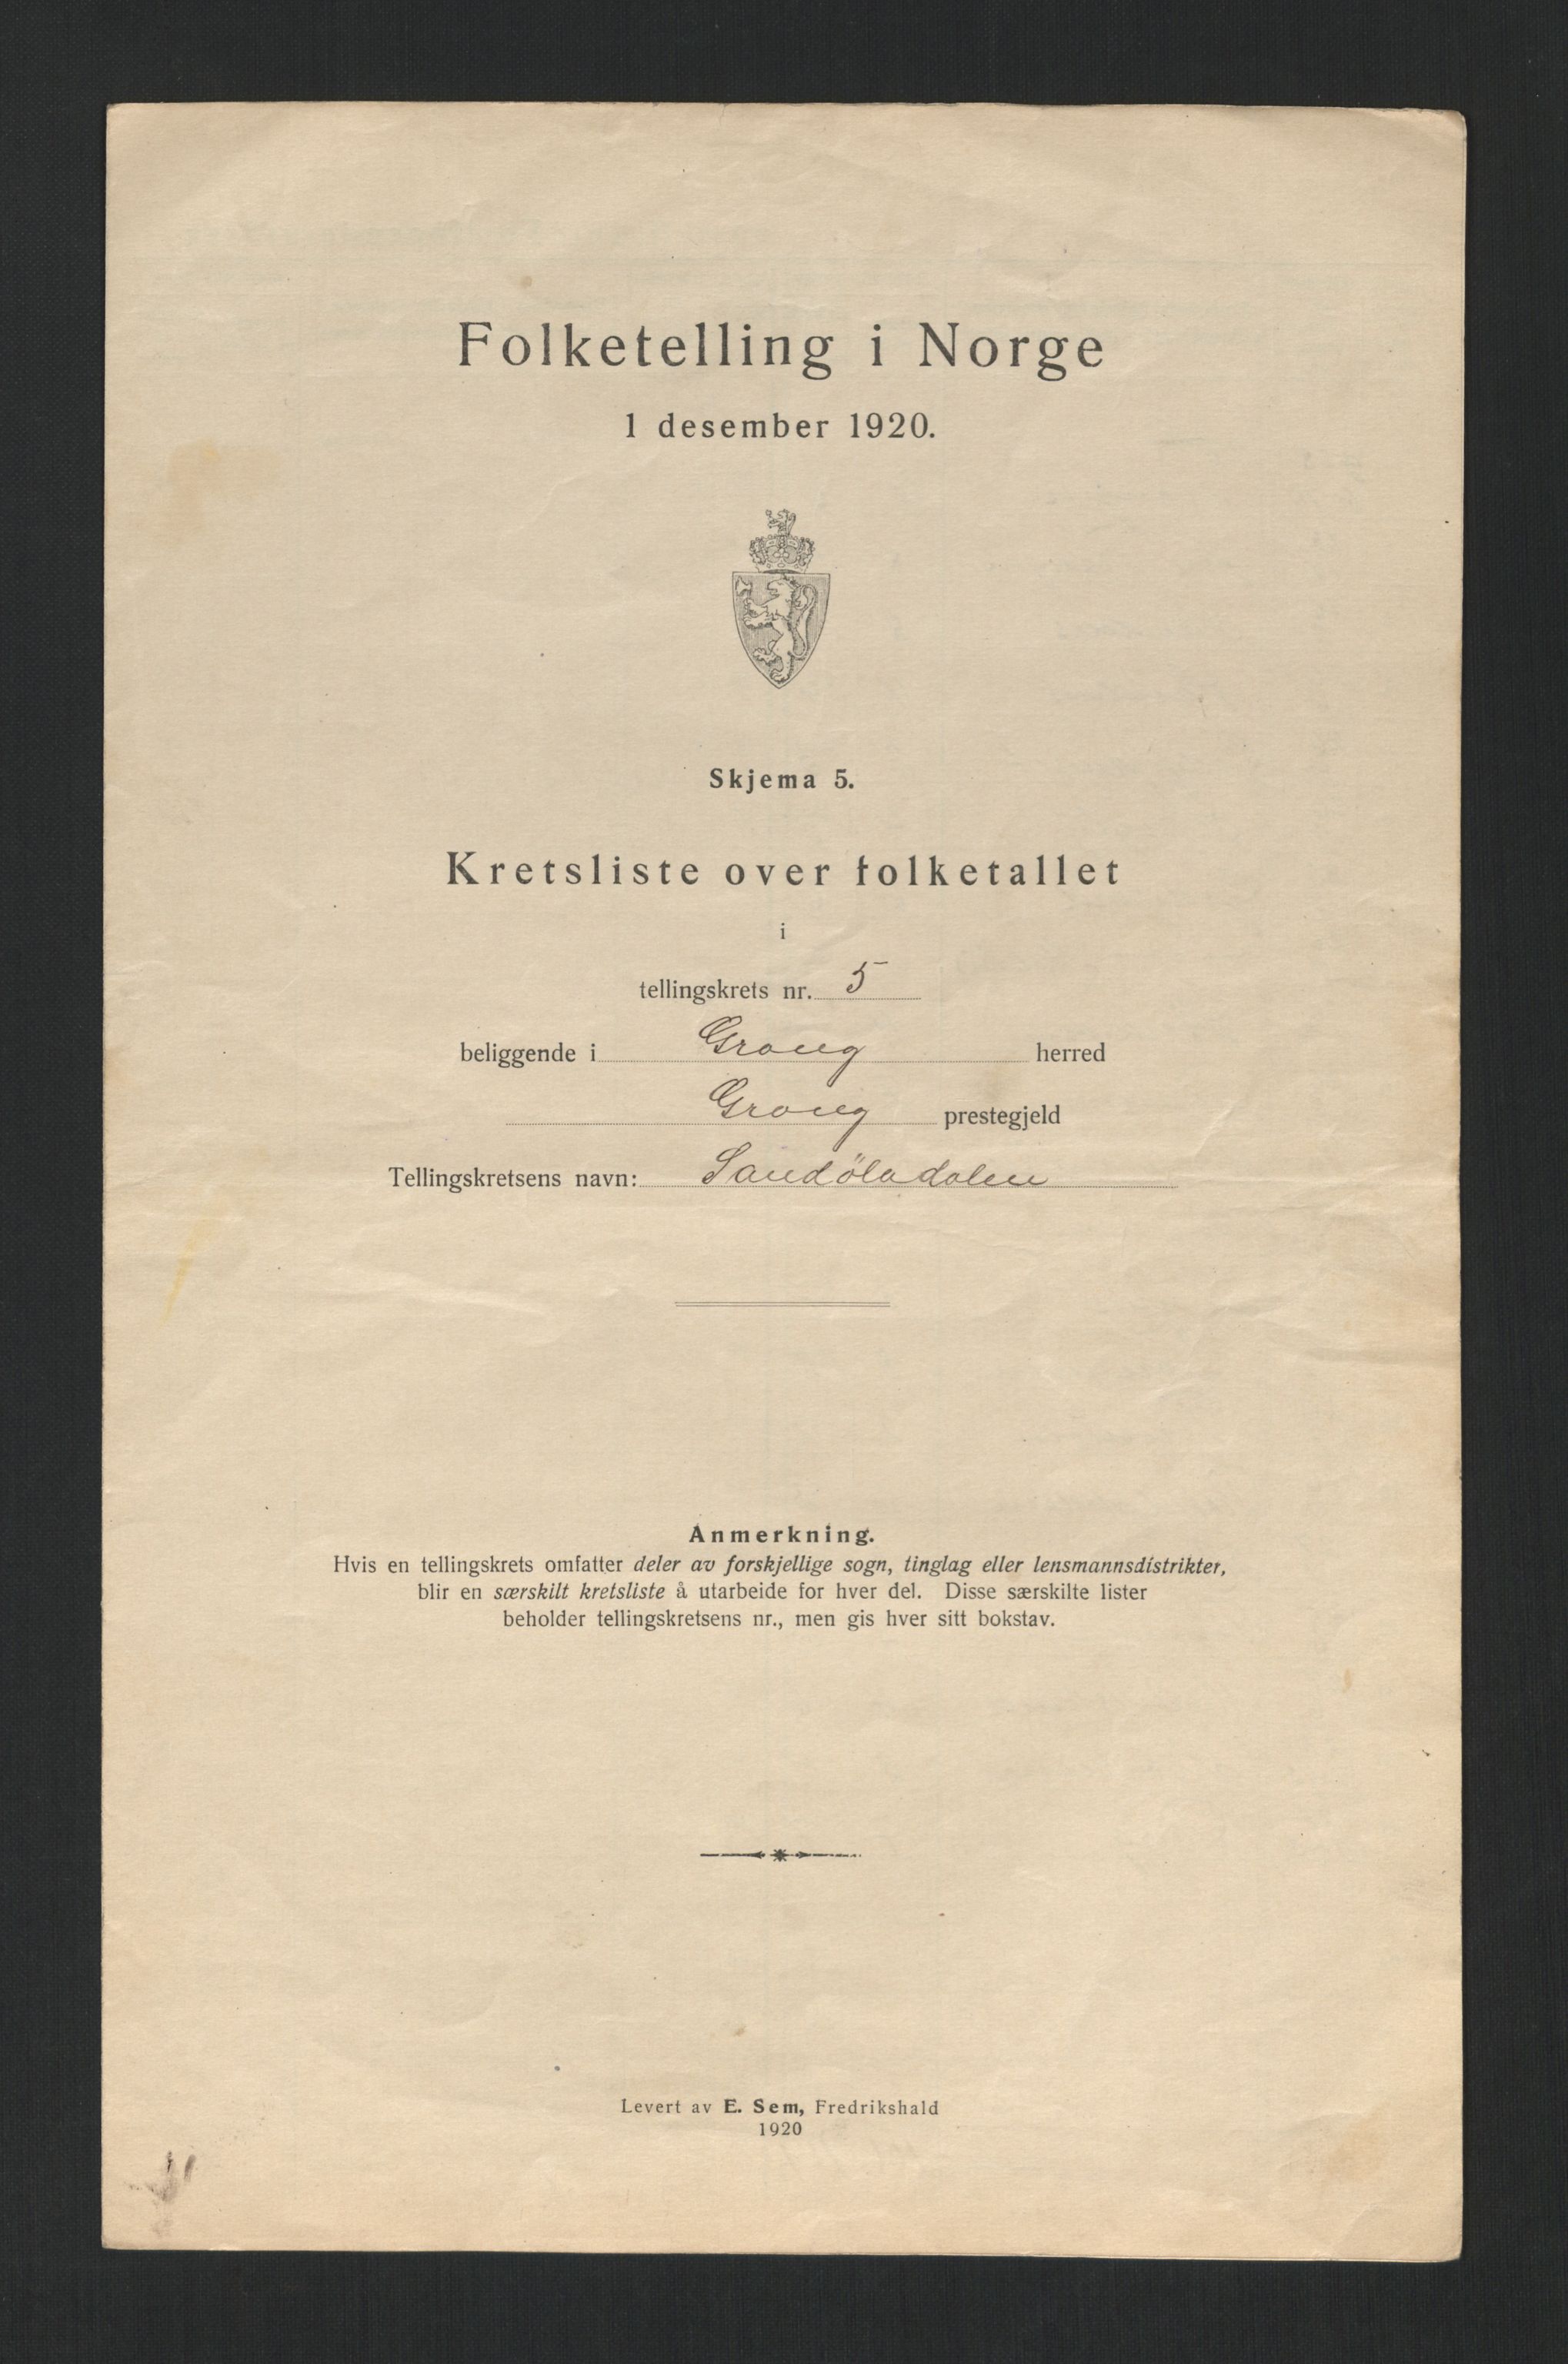 Folketelling i Norge
1 desember 1920.
Skjema 5.
Kretsliste over folketallet
i
tellingskrets nr. 5
beliggende i Grong herred
Grong prestegjeld
Tellingskretsens navn: Sandöladalen
Anmerkning.
Hvis en tellingskrets omfatter deler av forskjellige sogn, tinglag eller lensmannsdistrikter,
blir en særskilt kretsliste å utarbeide for hver del. Disse særskilte lister
beholder tellingskretsens nr., men gis hver sitt bokstav.
Levert av E. Sem, Fredrikshald
1920